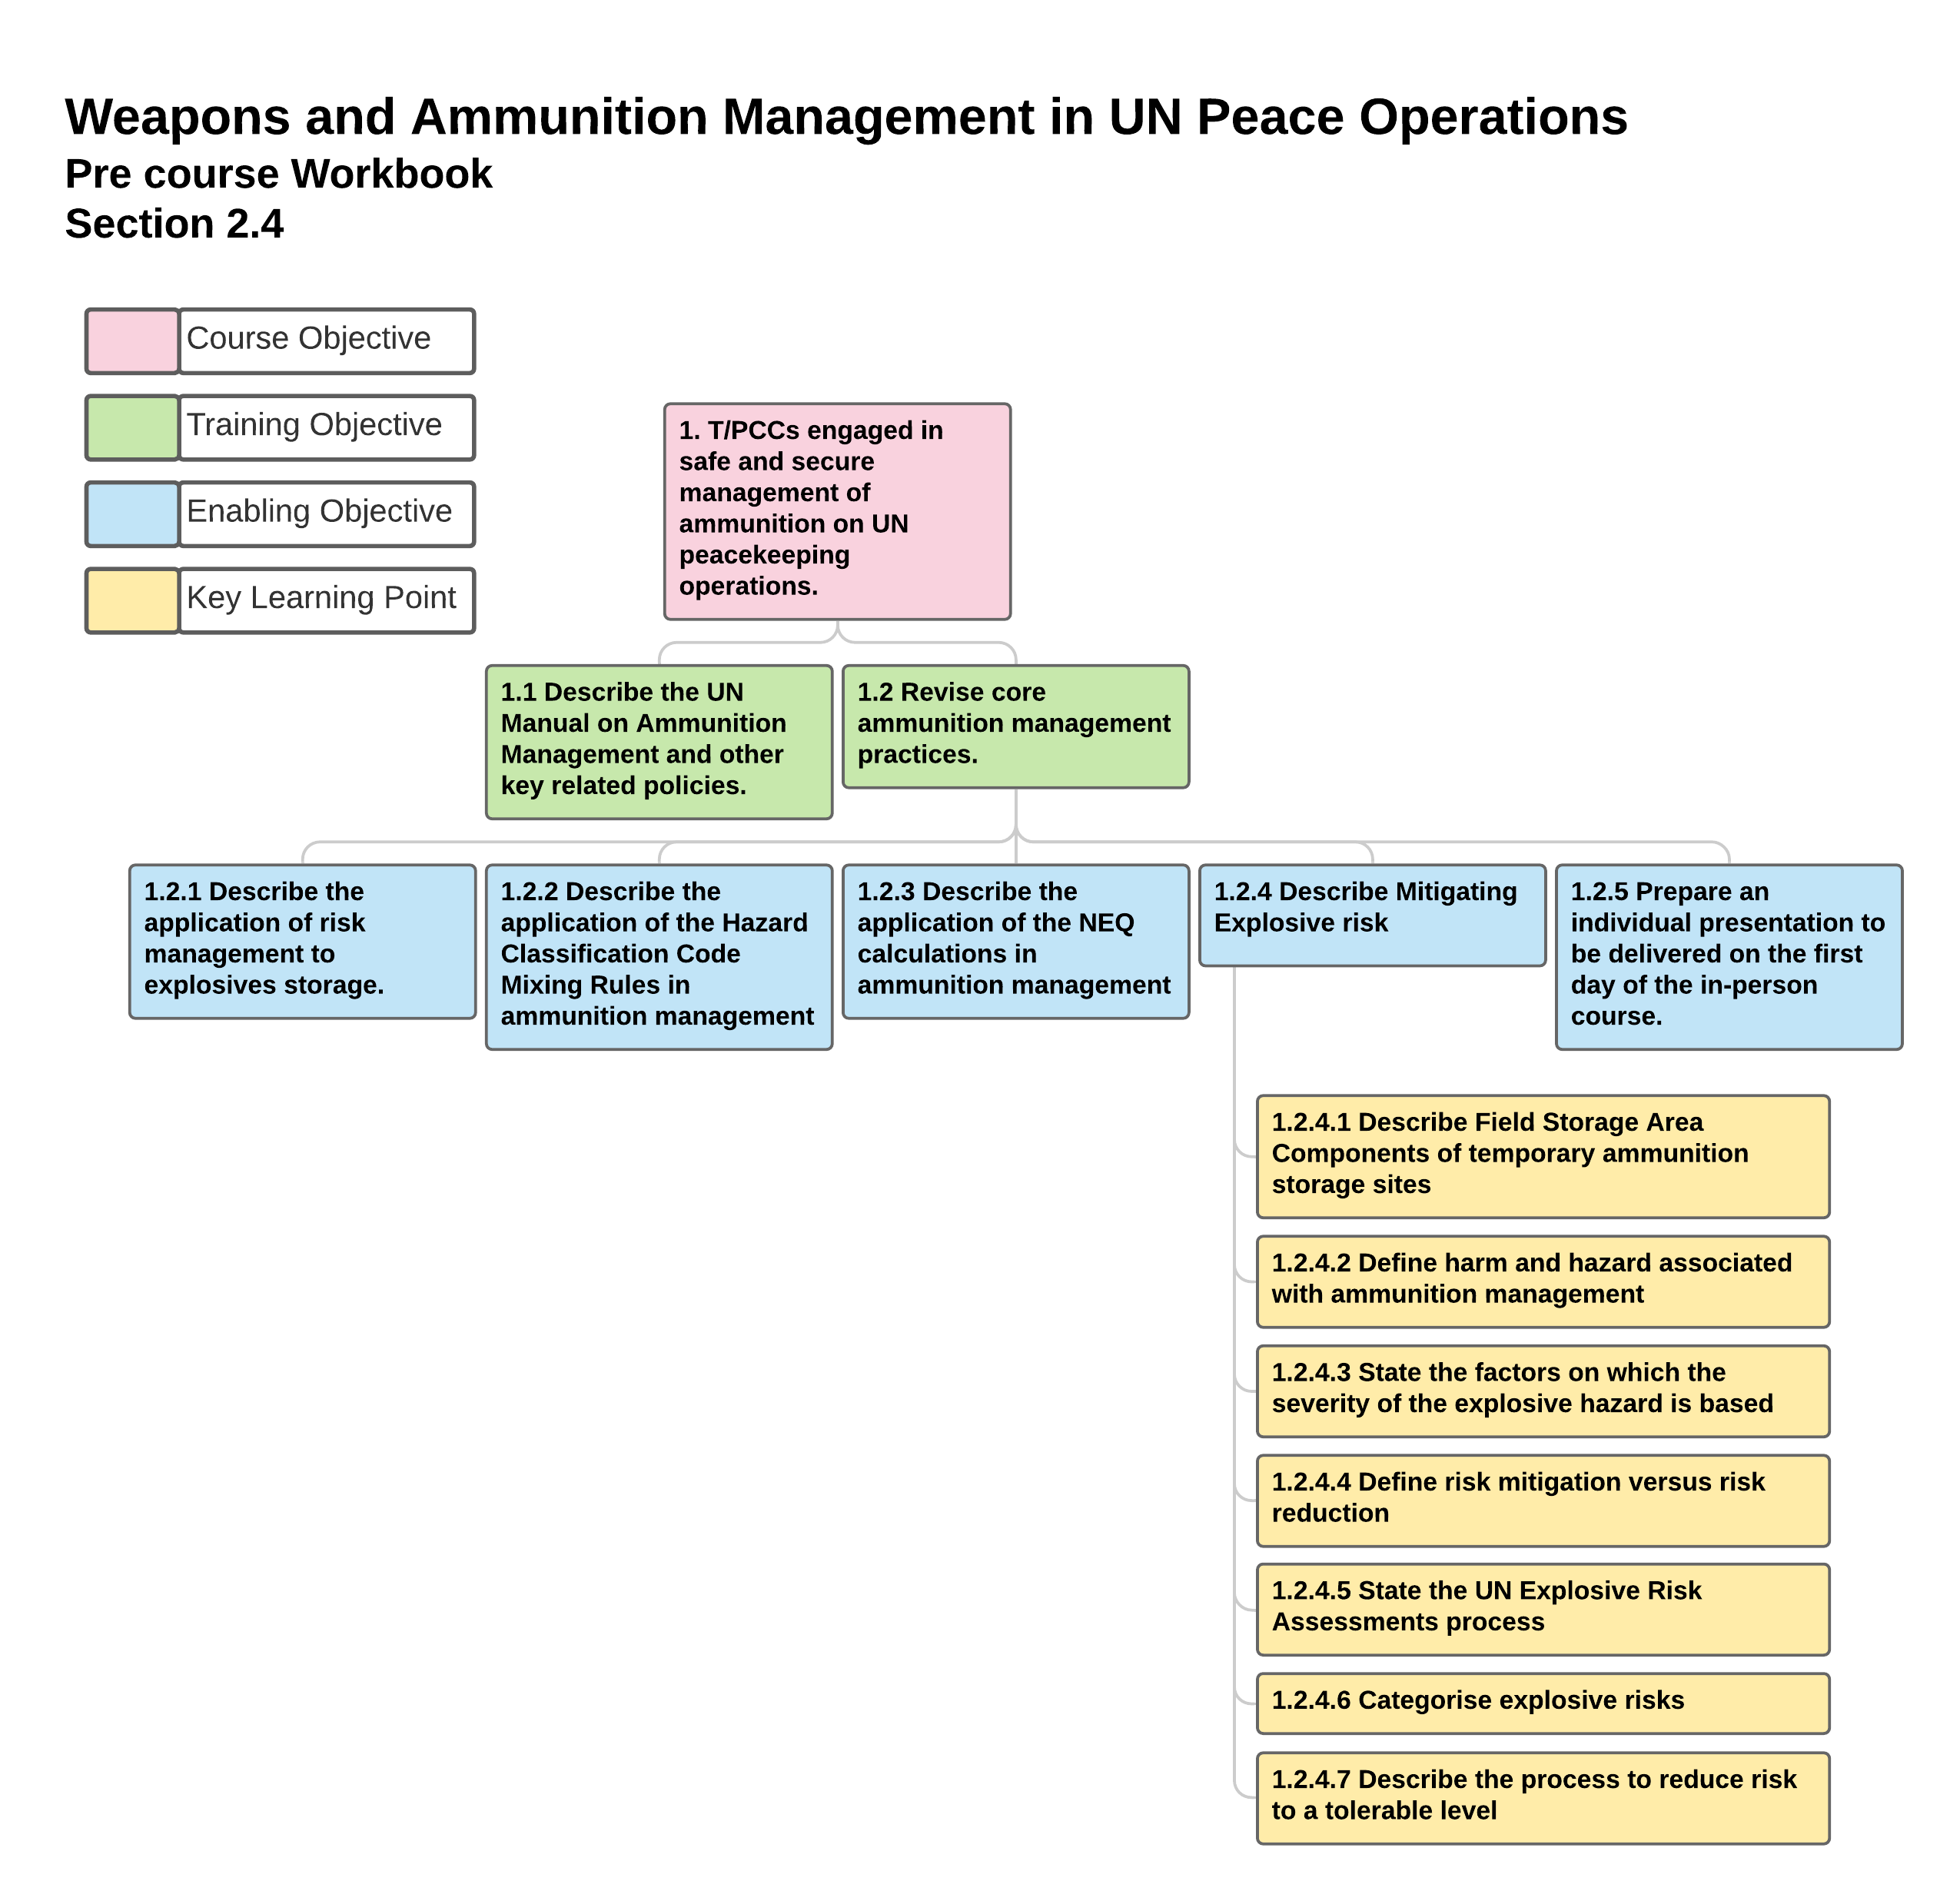 Weapons and Ammunition Management in UN Peace Operations
Pre course Workbook
Section 2.4
Course Objective
Training Objective
Enabling Objective
Key Learning Point
1. T/PCCs engaged in
safe and secure
management of
ammunition on UN
peacekeeping
operations.
1.1 Describe the UN
Manual on Ammunition
Management and other
key related policies.
1.2 Revise core
ammunition management
practices.
1.2.1 Describe the
application of risk
management to
explosives storage.
1.2.2 Describe the
application of the Hazard
Classification Code
Mixing Rules in
ammunition management
1.2.3 Describe the
application of the NEQ
calculations in
ammunition management
1.2.4 Describe Mitigating
Explosive risk
1.2.5 Prepare an
individual presentation to
be delivered on the first
day of the in-person
course.
1.2.4.1 Describe Field Storage Area
Components of temporary ammunition
storage sites
1.2.4.2 Define harm and hazard associated
with ammunition management
1.2.4.3 State the factors on which the
severity of the explosive hazard is based
1.2.4.4 Define risk mitigation versus risk
reduction
1.2.4.5 State the UN Explosive Risk
Assessments process
1.2.4.6 Categorise explosive risks
1.2.4.7 Describe the process to reduce risk
to a tolerable level